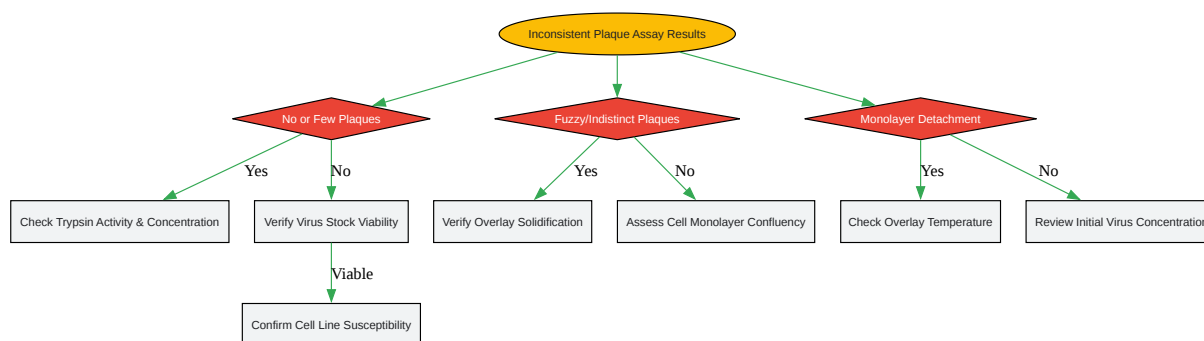 Inconsistent Plaque Assay Results
No or Few Plaques
Fuzzy/Indistinct Plaques
Monolayer Detachment
Yes
No
Yes
No
Yes
No
Check Trypsin Activity & Concentration
Verify Virus Stock Viability
Verify Overlay Solidification
Assess Cell Monolayer Confluency
Check Overlay Temperature
Review Initial Virus Concentration
Viable
Confirm Cell Line Susceptibility